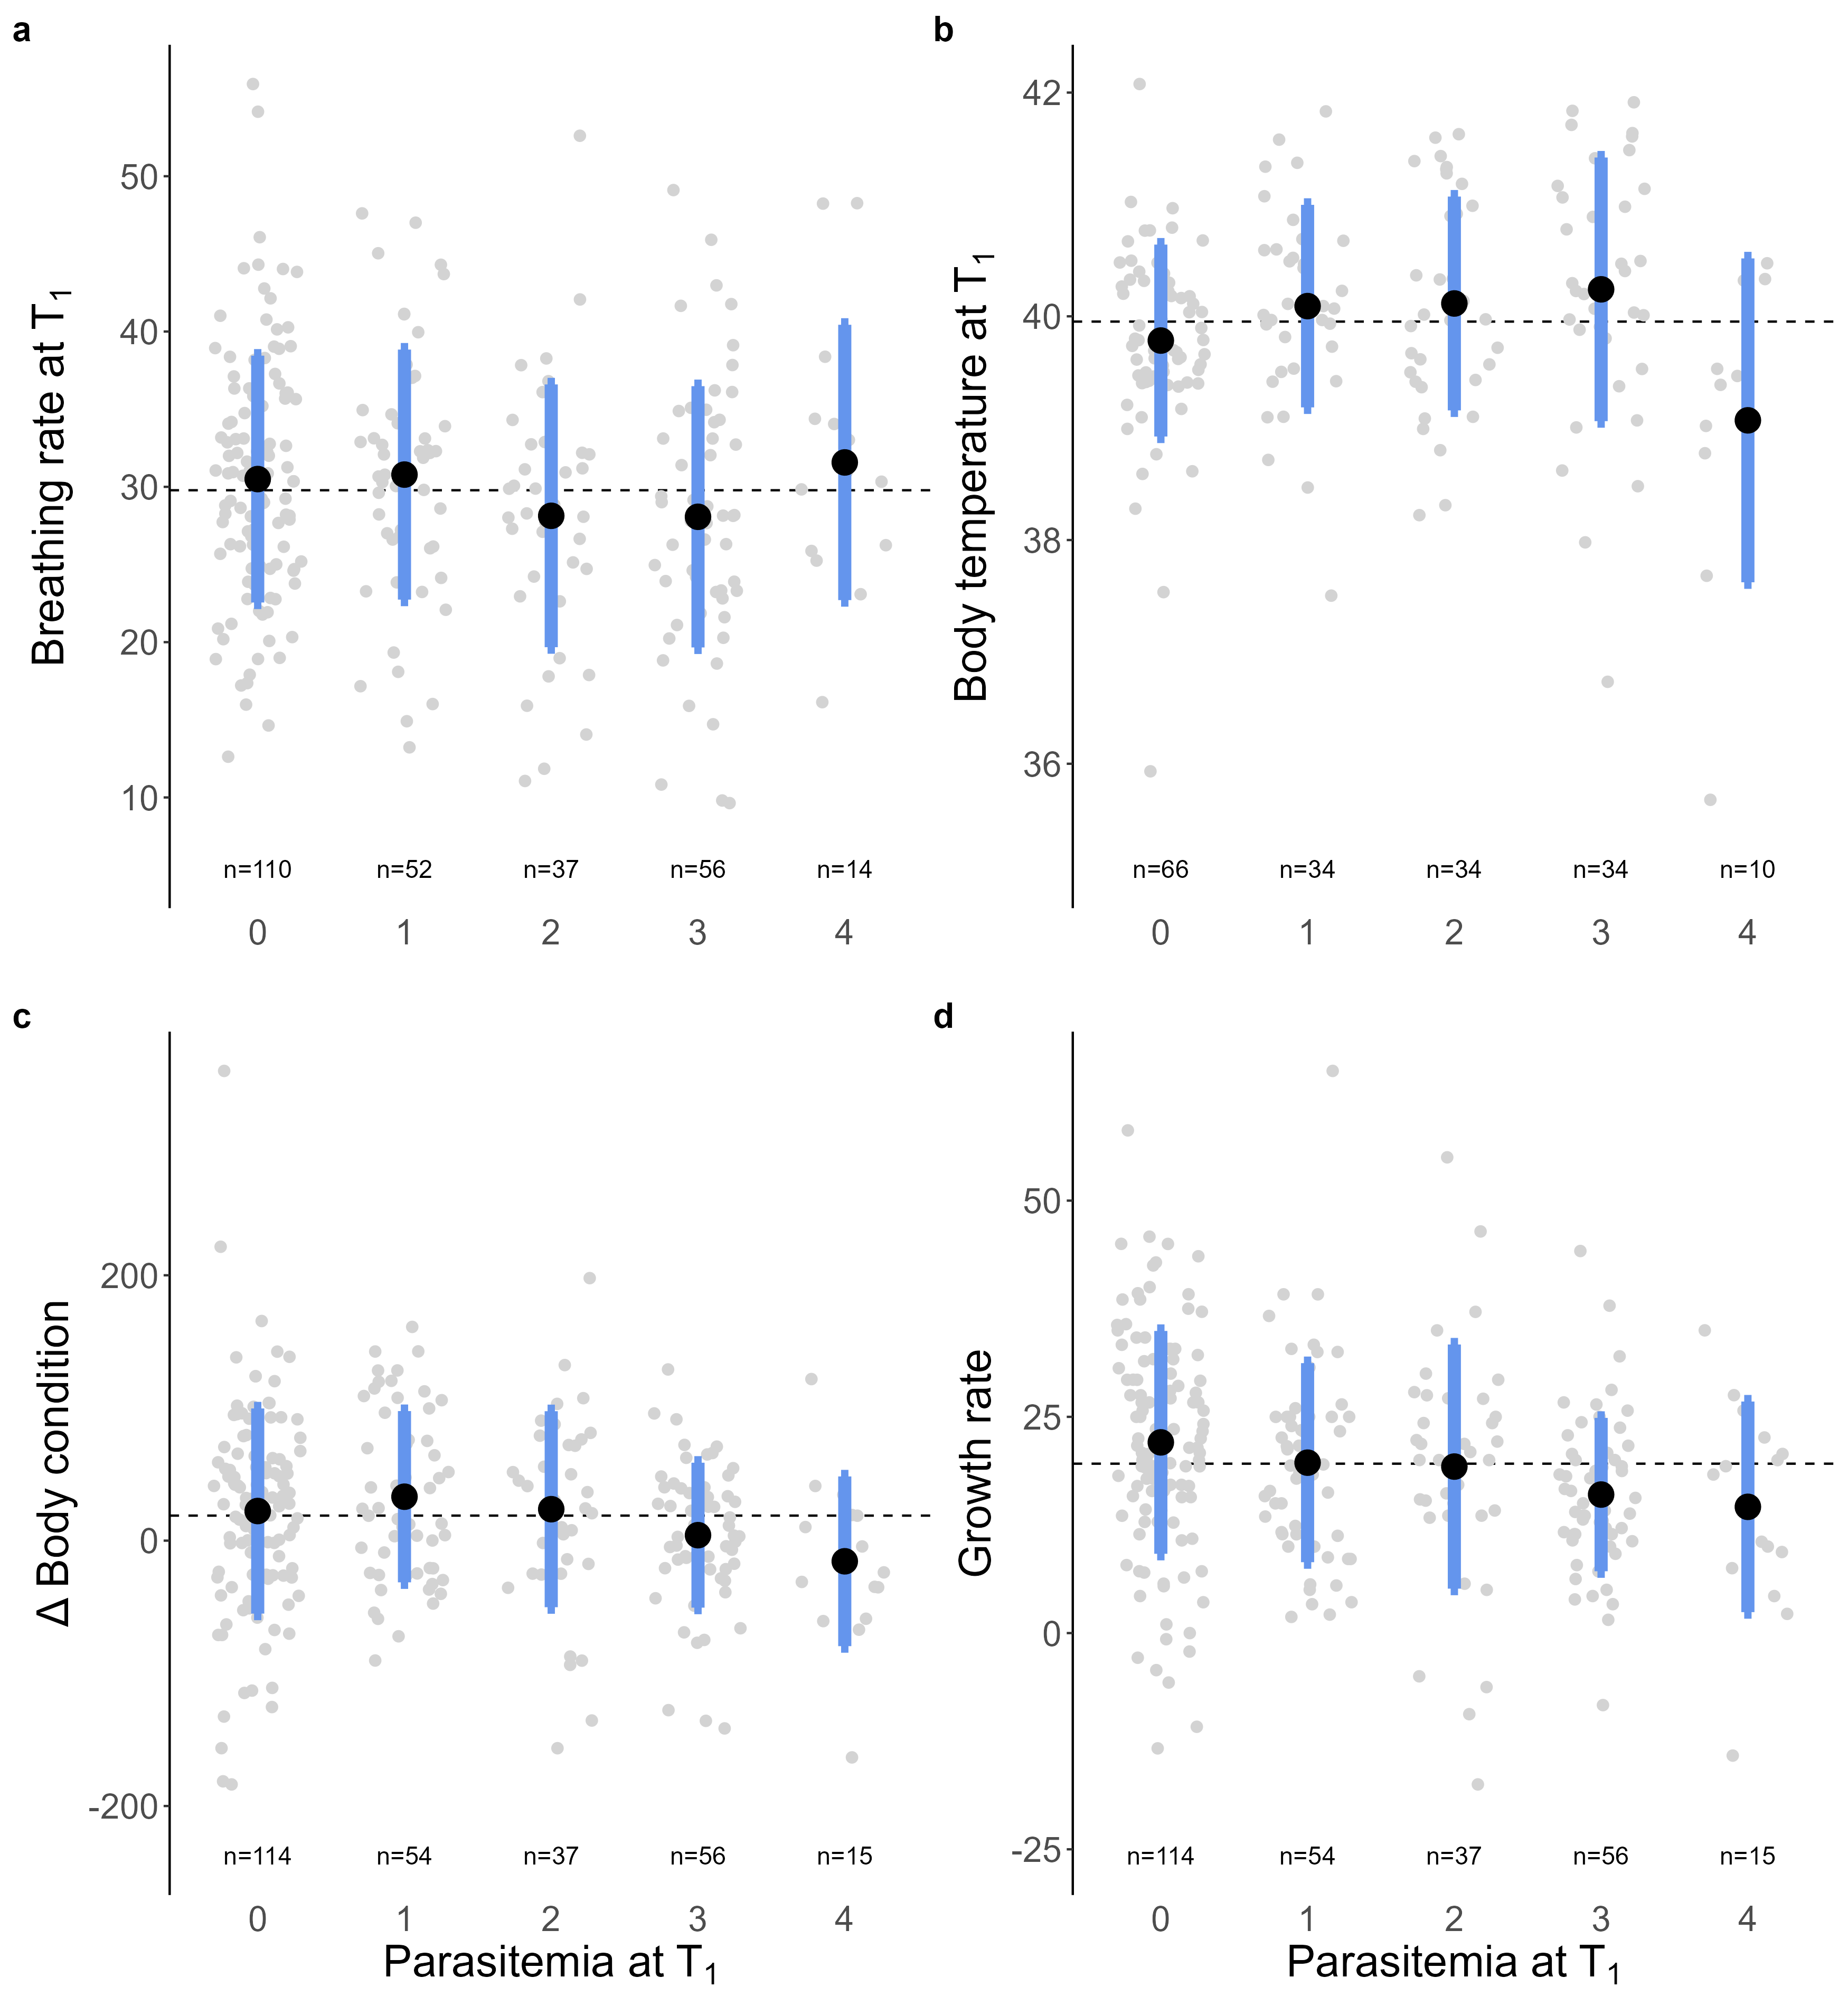 a
Breathing rate at T1
50
40
30
20
10
n=110 n=52 n=37 n=56 n=14
0 1 2 3 4
b
Body temperature at T1
42
40
38
36
n=66 n=34 n=34 n=34 n=10
0 1 2 3 4
c
Δ Body condition
200
0
-200
n=114 n=54 n=37 n=56 n=15
0 1 2 3 4
Parasitemia at T1
d
Growth rate
50
25
0
-25
n=114 n=54 n=37 n=56 n=15
0 1 2 3 4
Parasitemia at T1